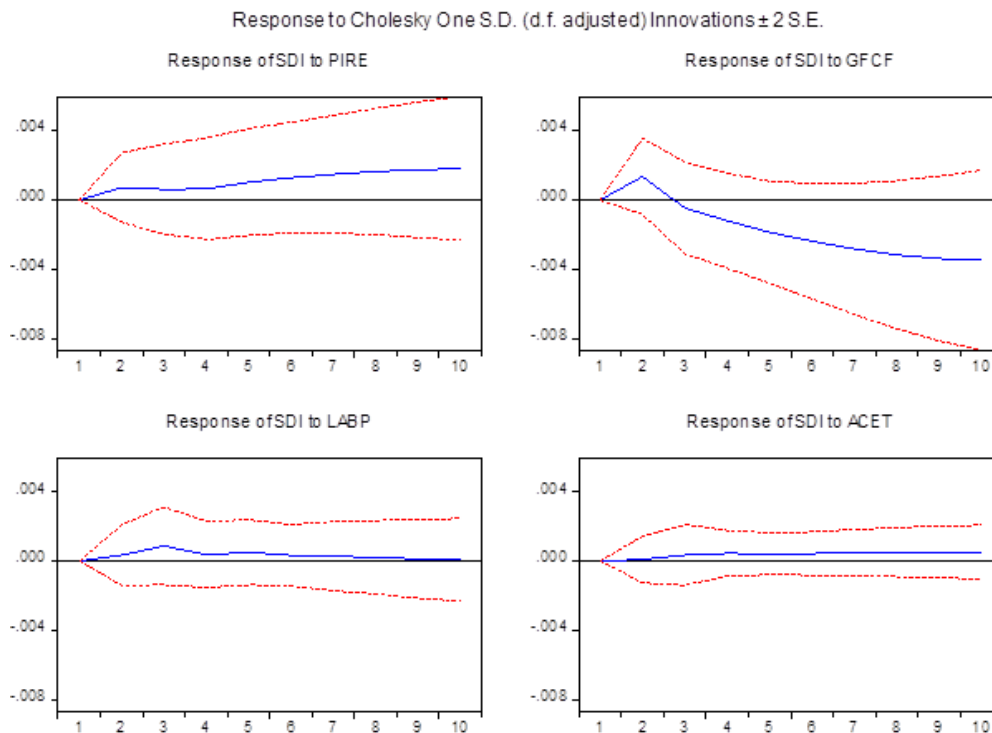 Response to Cholesky One S.D. (d.f. adjusted) Innovations ± 2 S.E.
Response of SDI to PIRE
.004
.000
-.004
-.008
1 2 3 4 5 6 7 8 9 10
Response of SDI to GFCF
.004
.000
-.004
-.008
1 2 3 4 5 6 7 8 9 10
Response of SDI to LABP
.004
.000
-.004
-.008
1 2 3 4 5 6 7 8 9 10
Response of SDI to ACET
.004
.000
-.004
-.008
1 2 3 4 5 6 7 8 9 10